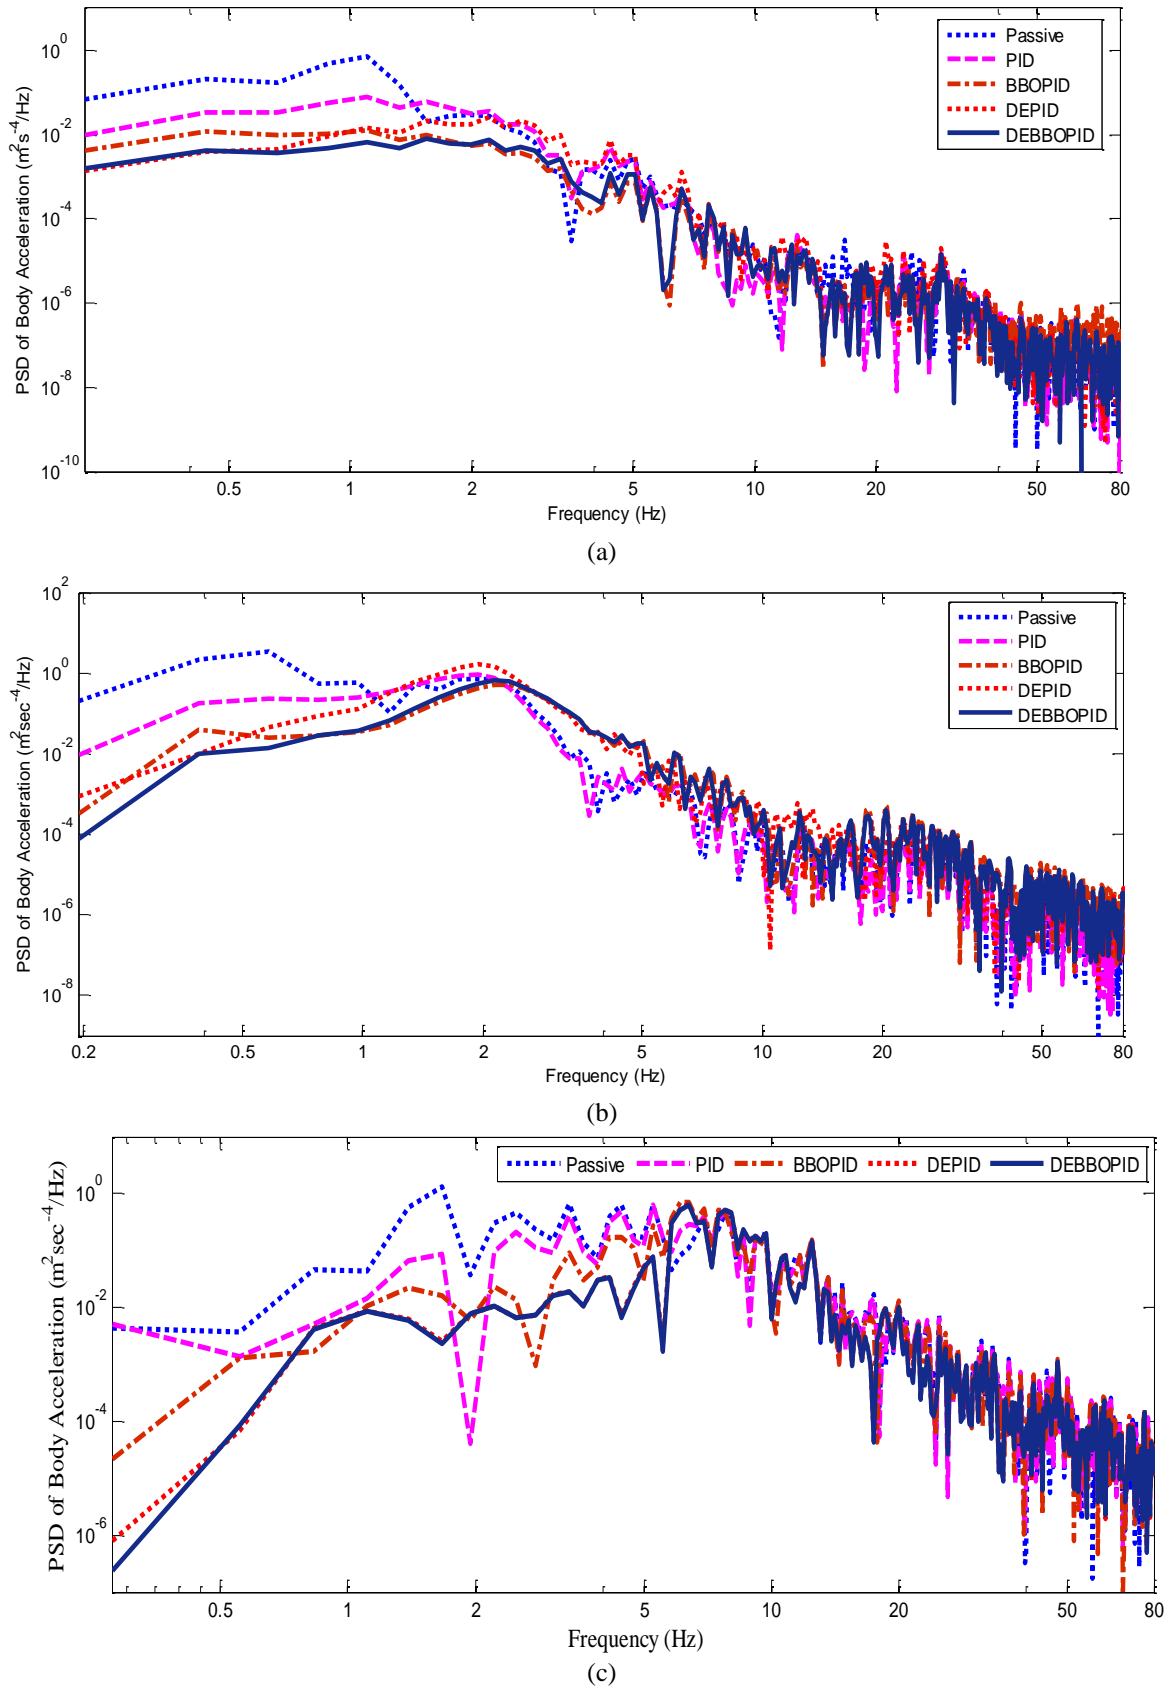 10^0
10^-2
10^-4
10^-6
10^-8
10^-10
PSD of Body Acceleration (m^2s^-4/Hz)
Passive
PID
BBOPID
DEPID
DEBBOPID
0.5 1 2 5 10 20 50 80
Frequency (Hz)
(a)
10^2
10^0
10^-2
10^-4
10^-6
10^-8
PSD of Body Acceleration (m^2sec^-4/Hz)
Passive
PID
BBOPID
DEPID
DEBBOPID
0.2 0.5 1 2 5 10 20 50 80
Frequency (Hz)
(b)
10^0
10^-2
10^-4
10^-6
PSD of Body Acceleration (m^2sec^-4/Hz)
Passive PID BBOPID DEPID DEBBOPID
0.5 1 2 5 10 20 50 80
Frequency (Hz)
(c)